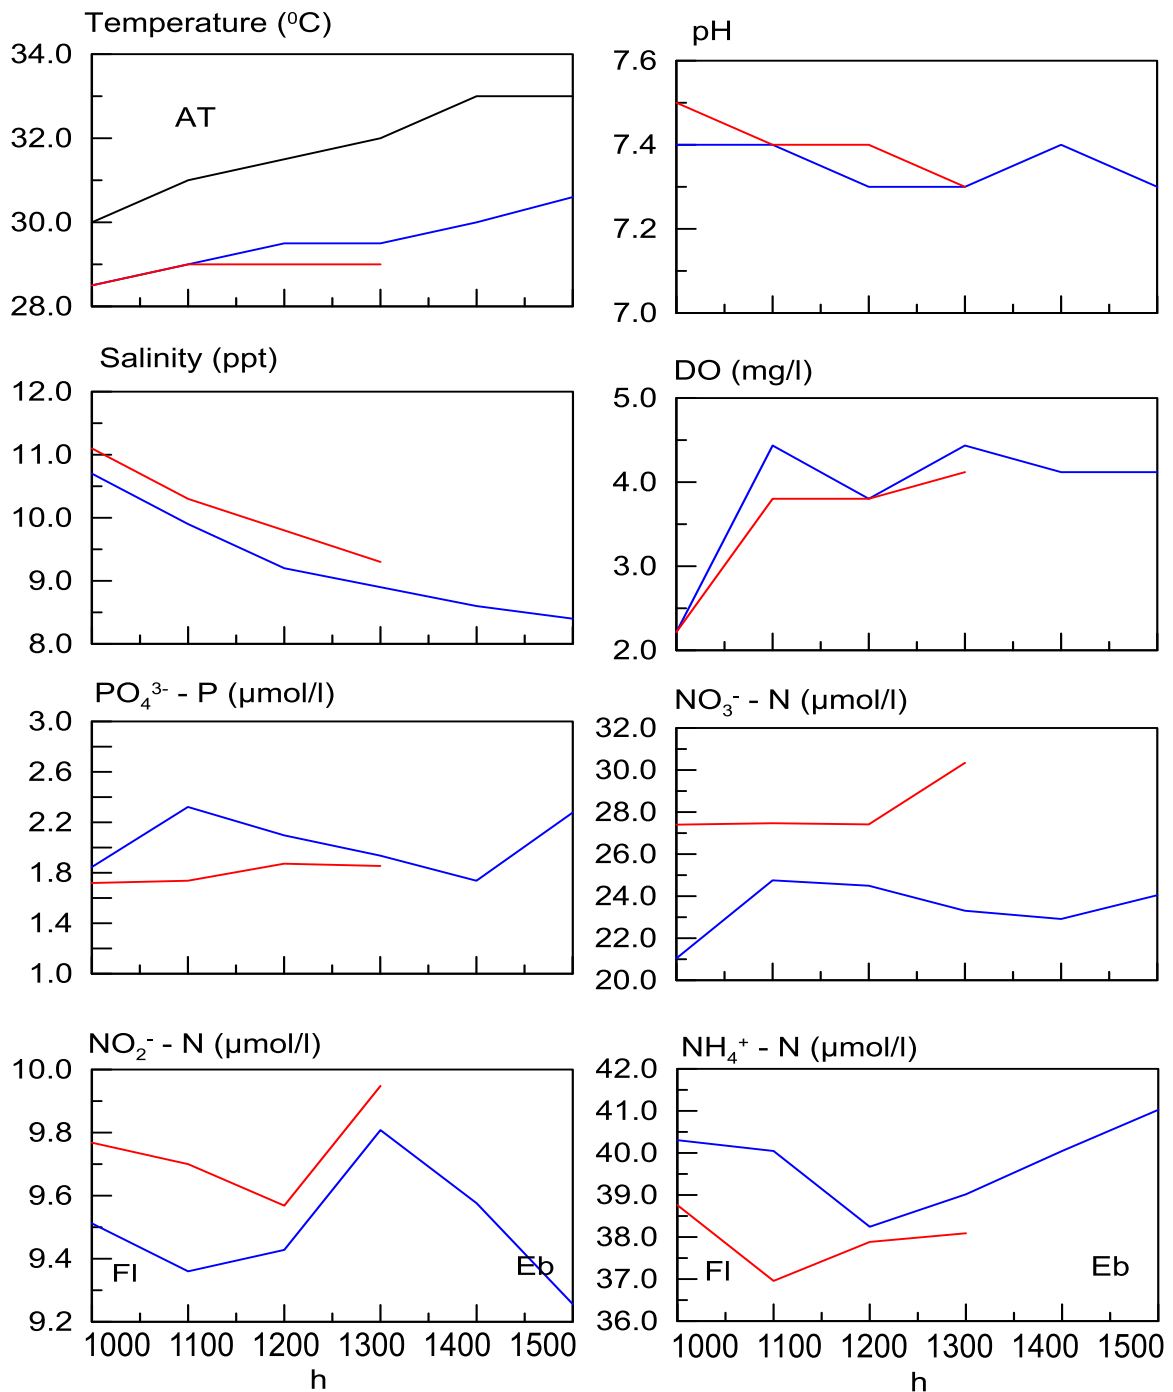 Temperature (⁰C)
34.0
32.0
30.0
28.0
AT
pH
7.6
7.4
7.2
7.0
Salinity (ppt)
12.0
11.0
10.0
9.0
8.0
DO (mg/l)
5.0
4.0
3.0
2.0
PO₄³⁻ - P (µmol/l)
3.0
2.6
2.2
1.8
1.4
1.0
NO₃⁻ - N (µmol/l)
32.0
30.0
28.0
26.0
24.0
22.0
20.0
NO₂⁻ - N (µmol/l)
10.0
9.8
9.6
9.4
9.2
Fl
Eb
1000 1100 1200 1300 1400 1500
h
NH₄⁺ - N (µmol/l)
42.0
41.0
40.0
39.0
38.0
37.0
36.0
Fl
Eb
1000 1100 1200 1300 1400 1500
h